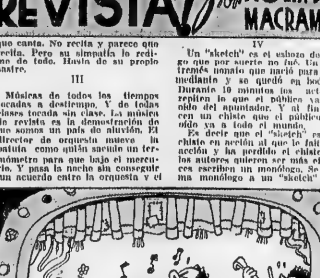 REVISTA
MACRAM
que canta. No recita y parece que
recita. Pero su simpatía lo redi-
me de todo. Hasta de su propio
sastre.
III
Músicas de todos los tiempos
tocadas a destiempo. Y de todas
clases tocada sin clase. La música
de revista es la demostración de
que somos un país de aluvión. El
director de orquesta mueve la
batuta como quien sacude un ter-
mómetro para que baje el mercu-
rio. Y pasa la noche sin conseguir
un acuerdo entre la orquesta y el
IV
Un "sketch" es el esbozo de
go que por suerte no fué. Un
tremés nonato que nació para
mediante y se quedó en boc
Durante 10 minutos los act
repiten lo que el público ya
oído del apuntador. Y al fin
cen un chiste que el público
oído ya a todo el mundo.
Es decir que el "sketch" es
chiste en acción al que le falt
acción y ha perdido el chiste
los autores quieren ser más ef
ces escriben un monólogo. Se
ma monólogo a un "sketch"